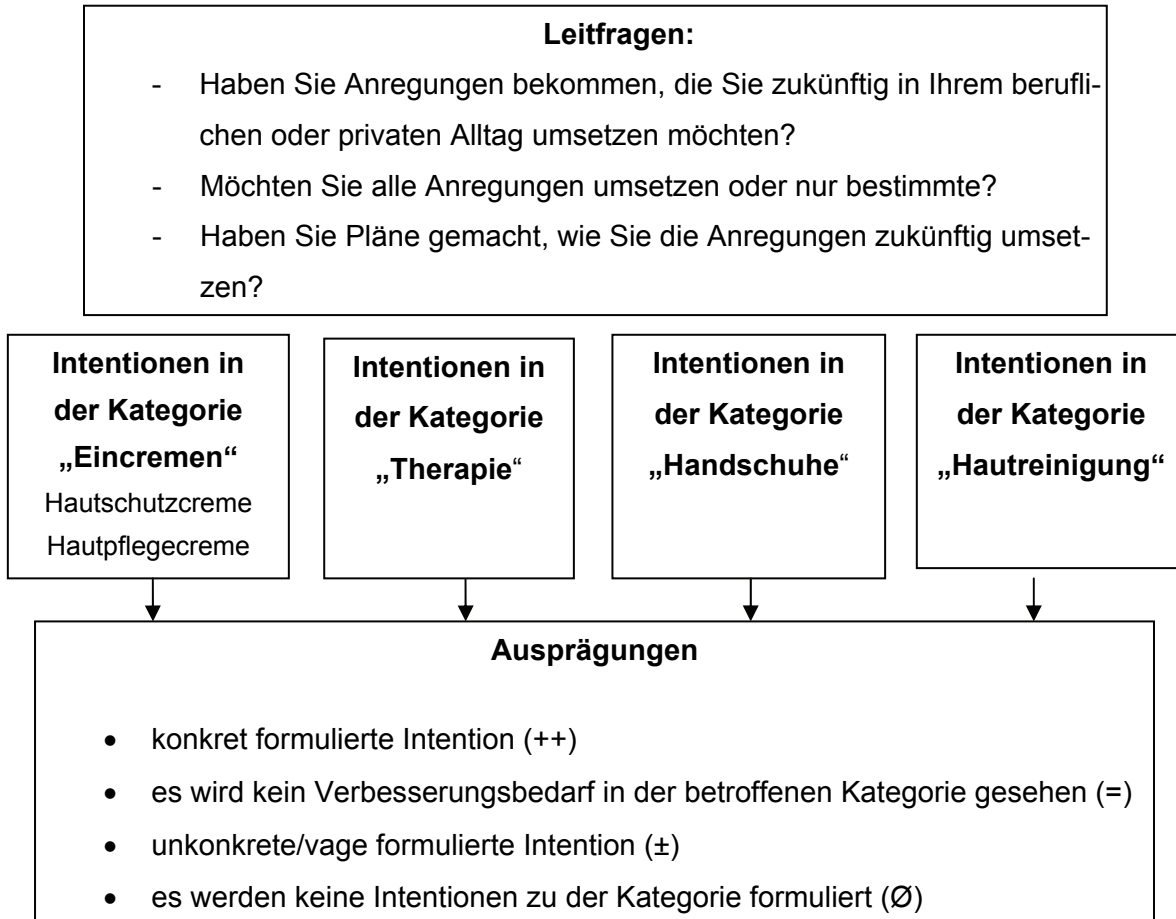 Leitfragen:
- Haben Sie Anregungen bekommen, die Sie zukünftig in Ihrem berufli-
chen oder privaten Alltag umsetzen möchten?
- Möchten Sie alle Anregungen umsetzen oder nur bestimmte?
- Haben Sie Pläne gemacht, wie Sie die Anregungen zukünftig umset-
zen?
Intentionen in
der Kategorie
„Eincremen“
Hautschutzcreme
Hautpflegecreme
Intentionen in
der Kategorie
„Therapie“
Intentionen in
der Kategorie
„Handschuhe“
Intentionen in
der Kategorie
„Hautreinigung“
Ausprägungen
• konkret formulierte Intention (++)
• es wird kein Verbesserungsbedarf in der betroffenen Kategorie gesehen (=)
• unkonkrete/vage formulierte Intention (±)
• es werden keine Intentionen zu der Kategorie formuliert (Ø)